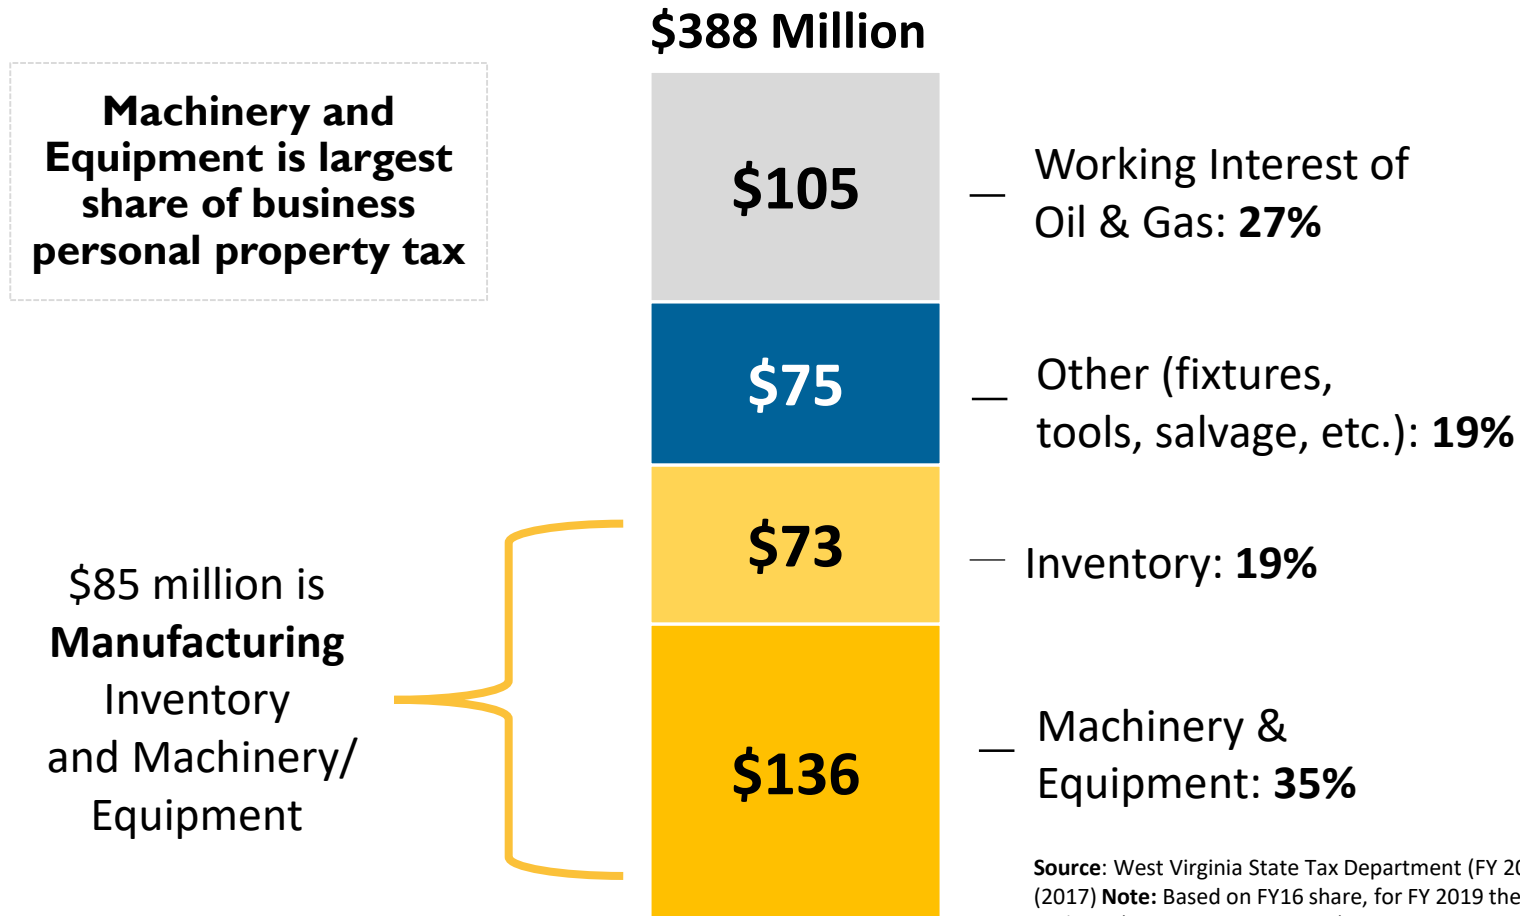 $388 Million
Machinery and
Equipment is largest
share of business
personal property tax
$105
Working Interest of
Oil & Gas: 27%
$75
Other (fixtures,
tools, salvage, etc.): 19%
$73
Inventory: 19%
$85 million is
Manufacturing
Inventory
and Machinery/
Equipment
$136
Machinery &
Equipment: 35%
Source: West Virginia State Tax Department (FY 20
(2017) Note: Based on FY16 share, for FY 2019 the